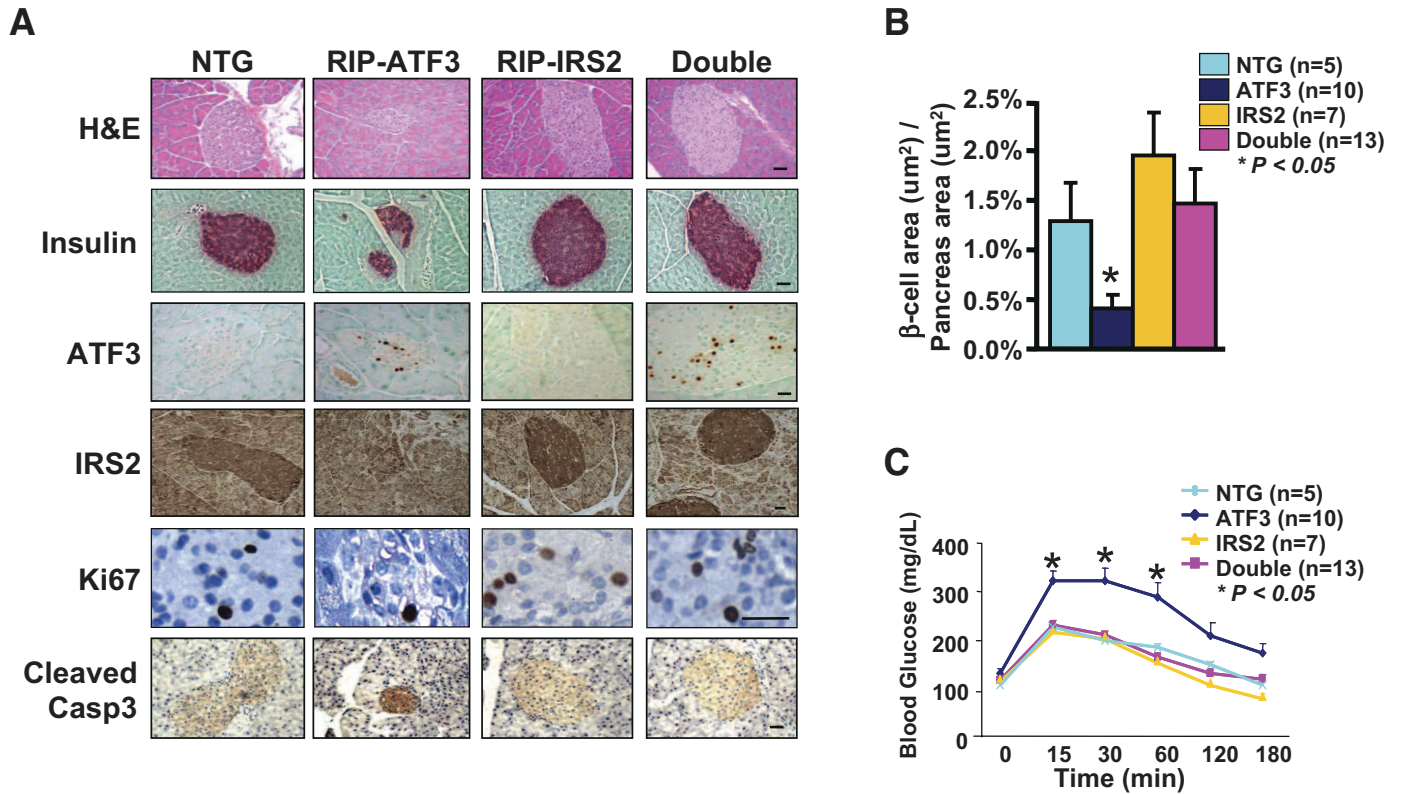 A
NTG
RIP-ATF3
RIP-IRS2
Double
H&E
Insulin
ATF3
IRS2
Ki67
Cleaved
Casp3
B
NTG (n=5)
ATF3 (n=10)
IRS2 (n=7)
Double (n=13)
* P < 0.05
β-cell area (um²) /
Pancreas area (um²)
2.5%
2.0%
1.5%
1.0%
0.5%
0.0%
*
C
NTG (n=5)
ATF3 (n=10)
IRS2 (n=7)
Double (n=13)
* P < 0.05
Blood Glucose (mg/dL)
400
300
200
100
0
* * *
0 15 30 60 120 180
Time (min)